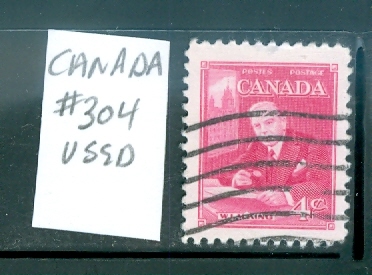 CANADA
#304
USED
POSTES POSTAGE
CANADA
4¢